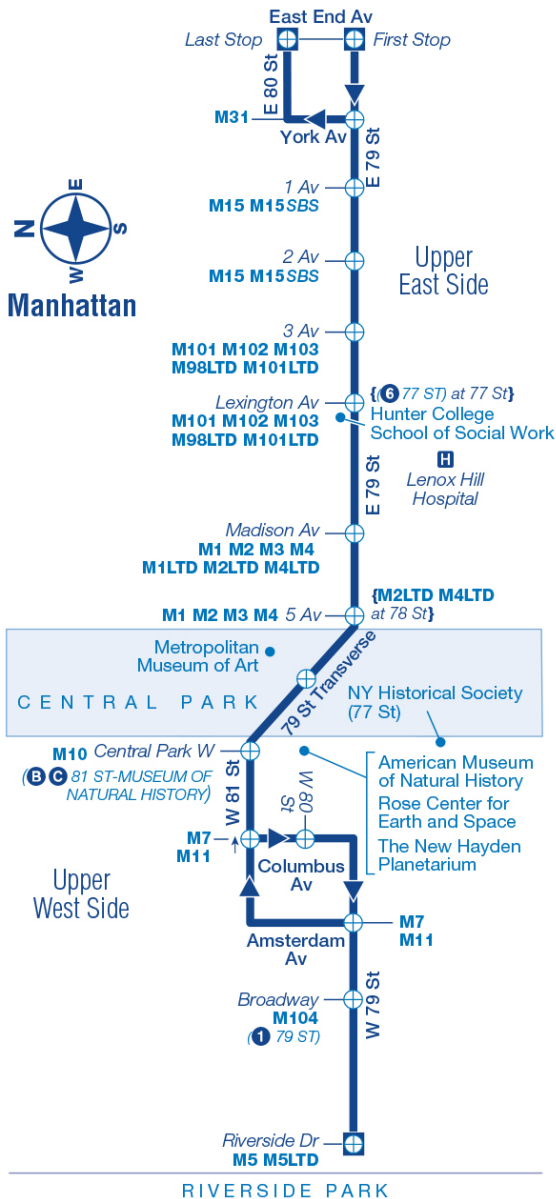 East End Av
Last Stop
First Stop
E 80 St
M31
York Av
E 79 St
1 Av
M15 M15SBS
E
N
S
W
Manhattan
2 Av
M15 M15SBS
Upper
East Side
3 Av
M101 M102 M103
M98LTD M101LTD
Lexington Av
M101 M102 M103
M98LTD M101LTD
{(6 77 ST) at 77 St}
Hunter College
School of Social Work
H
Lenox Hill
Hospital
E 79 St
Madison Av
M1 M2 M3 M4
M1LTD M2LTD M4LTD
M1 M2 M3 M4 5 Av
{M2LTD M4LTD
at 78 St}
Metropolitan
Museum of Art
CENTRAL PARK
79 St Transverse
NY Historical Society
(77 St)
M10 Central Park W
(B C 81 ST-MUSEUM OF
NATURAL HISTORY)
W 81 St
W 80
St
American Museum
of Natural History
Rose Center for
Earth and Space
The New Hayden
Planetarium
M7
M11
Columbus
Av
Upper
West Side
Amsterdam
Av
M7
M11
Broadway
M104
(1 79 ST)
W 79 St
Riverside Dr
M5 M5LTD
RIVERSIDE PARK